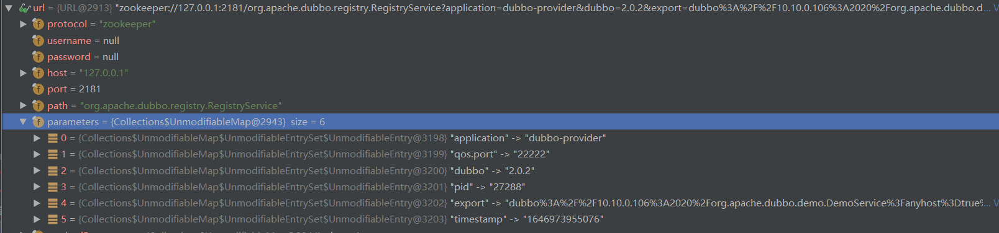 url = {URL@2913} "zookeeper://127.0.0.1:2181/org.apache.dubbo.registry.RegistryService?application=dubbo-provider&dubbo=2.0.2&export=dubbo%3A%2F%2F10.10.0.106%3A2020%2Forg.apache.dubbo.d... V
f protocol = "zookeeper"
f username = null
f password = null
f host = "127.0.0.1"
f port = 2181
f path = "org.apache.dubbo.registry.RegistryService"
f parameters = {Collections$UnmodifiableMap@2943} size = 6
0 = {Collections$UnmodifiableMap$UnmodifiableEntrySet$UnmodifiableEntry@3198} "application" -> "dubbo-provider"
1 = {Collections$UnmodifiableMap$UnmodifiableEntrySet$UnmodifiableEntry@3199} "qos.port" -> "22222"
2 = {Collections$UnmodifiableMap$UnmodifiableEntrySet$UnmodifiableEntry@3200} "dubbo" -> "2.0.2"
3 = {Collections$UnmodifiableMap$UnmodifiableEntrySet$UnmodifiableEntry@3201} "pid" -> "27288"
4 = {Collections$UnmodifiableMap$UnmodifiableEntrySet$UnmodifiableEntry@3202} "export" -> "dubbo%3A%2F%2F10.10.0.106%3A2020%2Forg.apache.dubbo.demo.DemoService%3Fanyhost%3Dtrue%... V
5 = {Collections$UnmodifiableMap$UnmodifiableEntrySet$UnmodifiableEntry@3203} "timestamp" -> "1646973955076"